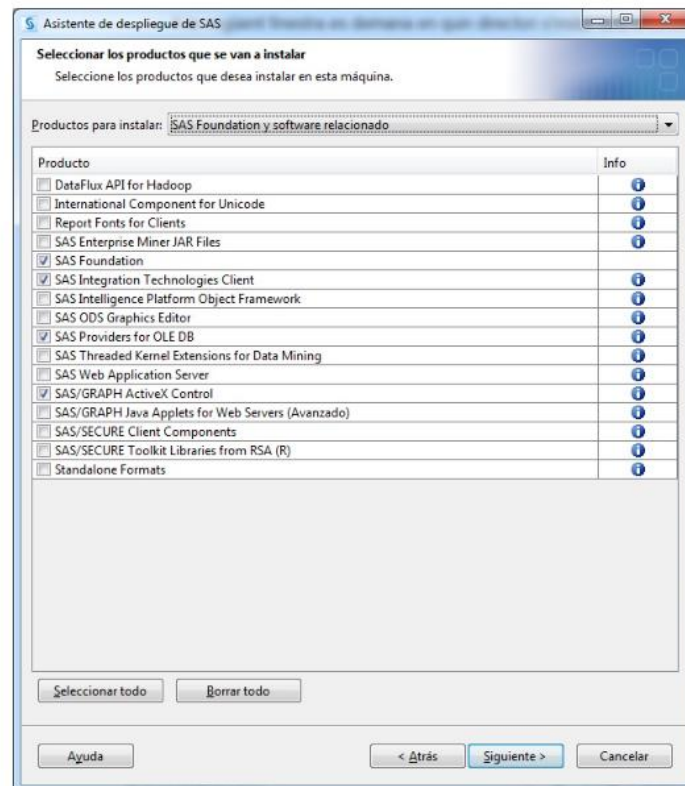 Asistente de despliegue de SAS
Seleccionar los productos que se van a instalar
Seleccione los productos que desea instalar en esta máquina.
Productos para instalar: SAS Foundation y software relacionado
Producto Info
DataFlux API for Hadoop
International Component for Unicode
Report Fonts for Clients
SAS Enterprise Miner JAR Files
SAS Foundation
SAS Integration Technologies Client
SAS Intelligence Platform Object Framework
SAS ODS Graphics Editor
SAS Providers for OLE DB
SAS Threaded Kernel Extensions for Data Mining
SAS Web Application Server
SAS/GRAPH ActiveX Control
SAS/GRAPH Java Applets for Web Servers (Avanzado)
SAS/SECURE Client Components
SAS/SECURE Toolkit Libraries from RSA (R)
Standalone Formats
Seleccionar todo Borrar todo
Ayuda < Atrás Siguiente > Cancelar